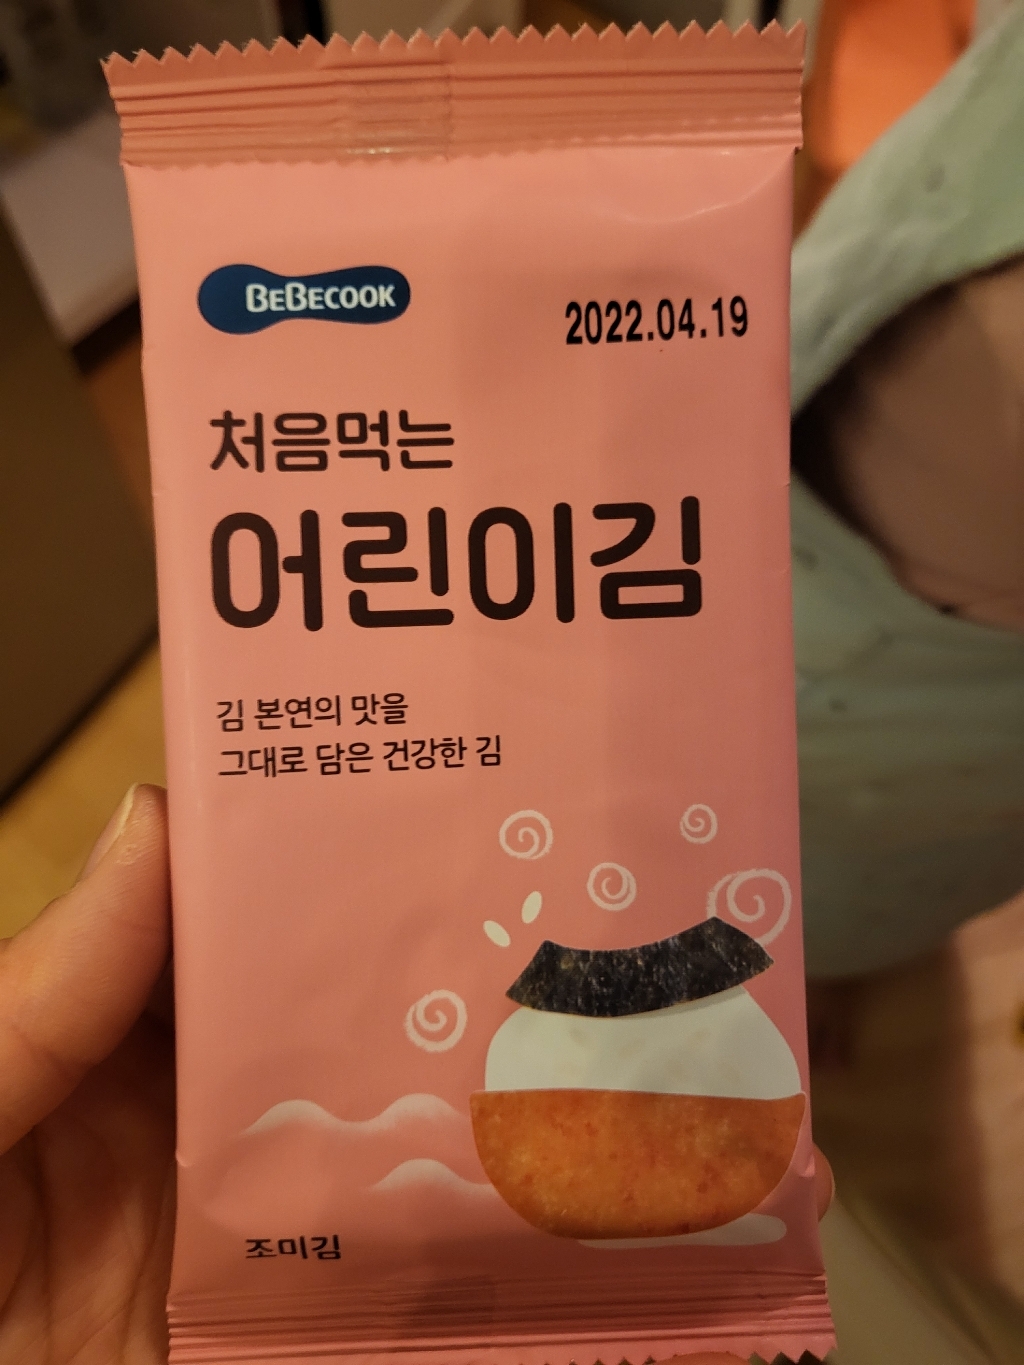 BEBECOOK
2022.04.19
처음먹는
어린이김
김 본연의 맛을
그대로 담은 건강한 김
조미김